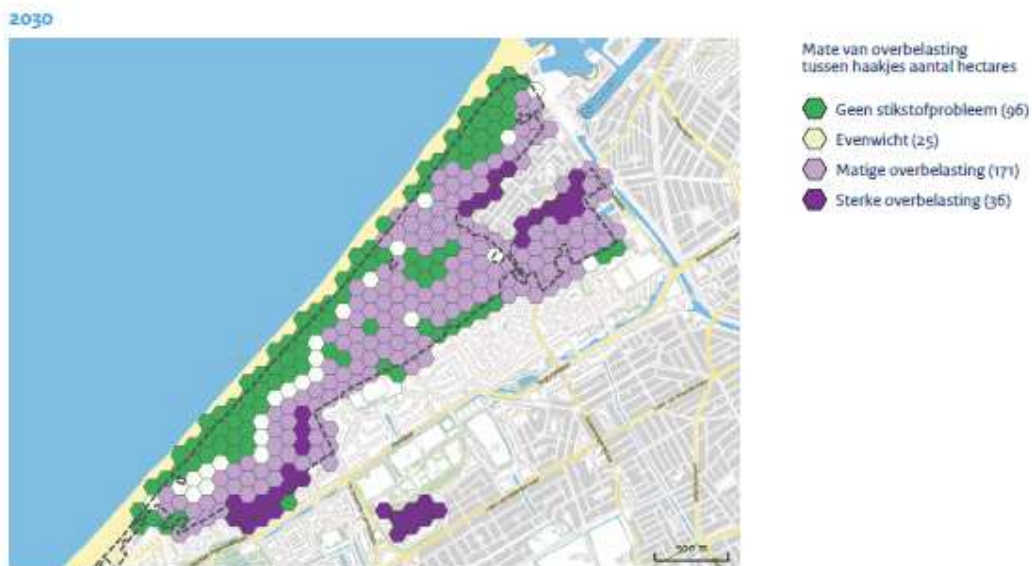 2030
Mate van overbelasting
tussen haakjes aantal hectares
Geen stikstofprobleem (96)
Evenwicht (25)
Matige overbelasting (171)
Sterke overbelasting (36)
500 m